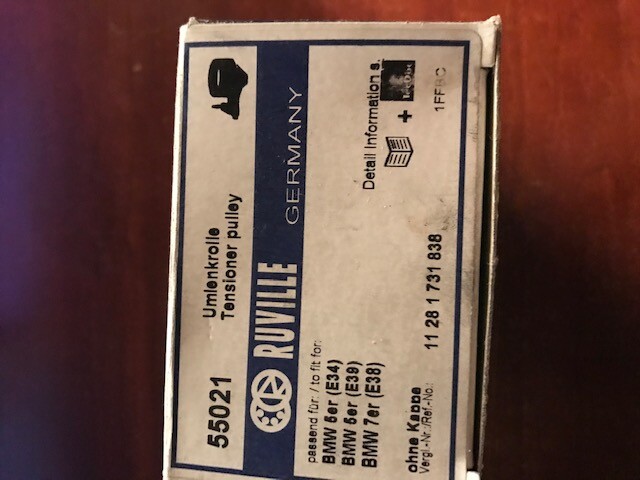 55021
Umlenkrolle
Tensioner pulley
RUVILLE
GERMANY
passend für: / to fit for:
BMW 5er (E34)
BMW 5er (E39)
BMW 7er (E38)
Detail Information s.
+
ohne Kappe
Vergl.-Nr./Ref.-No.:
11 28 1 731 838